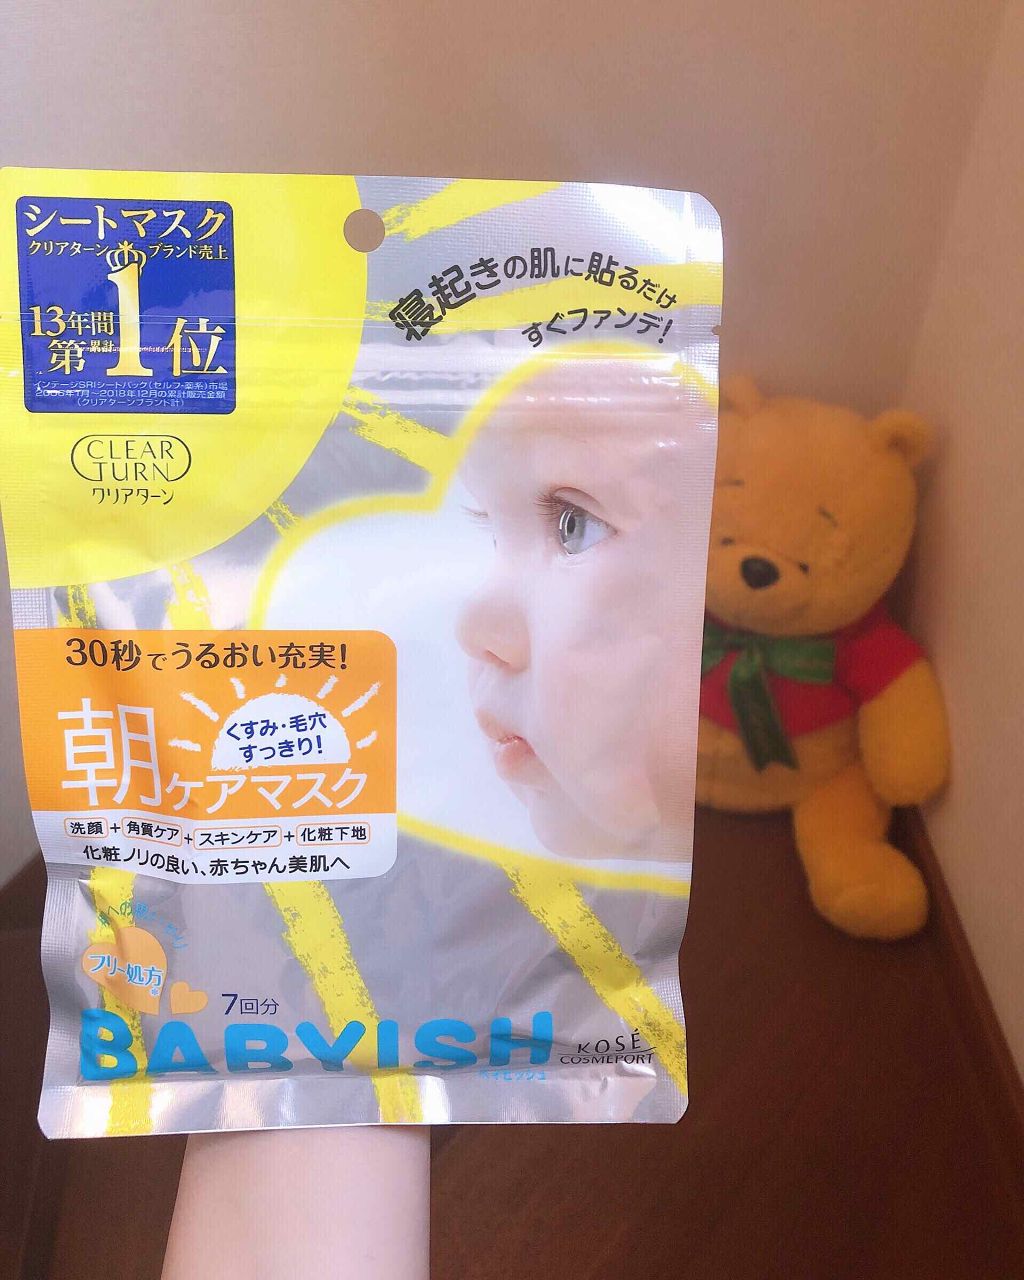 シートマスク
クリアターン ブランド売上
13年間
第 累計 1位
インテージSRIシートパック(セルフ-薬系)市場
2006年1月〜2018年12月の累計販売金額
(クリアターンブランド計)
CLEAR
TURN
クリアターン
寝起きの肌に貼るだけ
すぐファンデ!
30秒でうるおい充実!
くすみ・毛穴
すっきり!
朝ケアマスク
洗顔+角質ケア+スキンケア+化粧下地
化粧ノリの良い、赤ちゃん美肌へ
フリー処方*
7回分
BABYISH
ベイビッシュ
KOSÉ
COSMEPORT